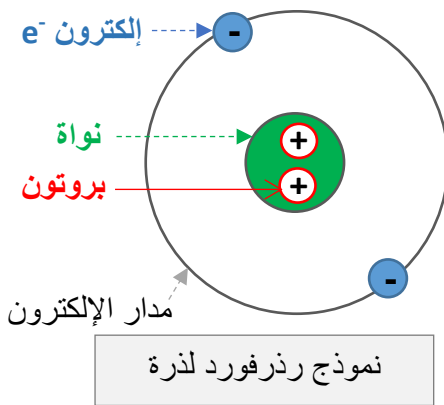 إلكترون e⁻
-
نواة
+
بروتون
+
-
مدار الإلكترون
نموذج رذرفورد لذرة